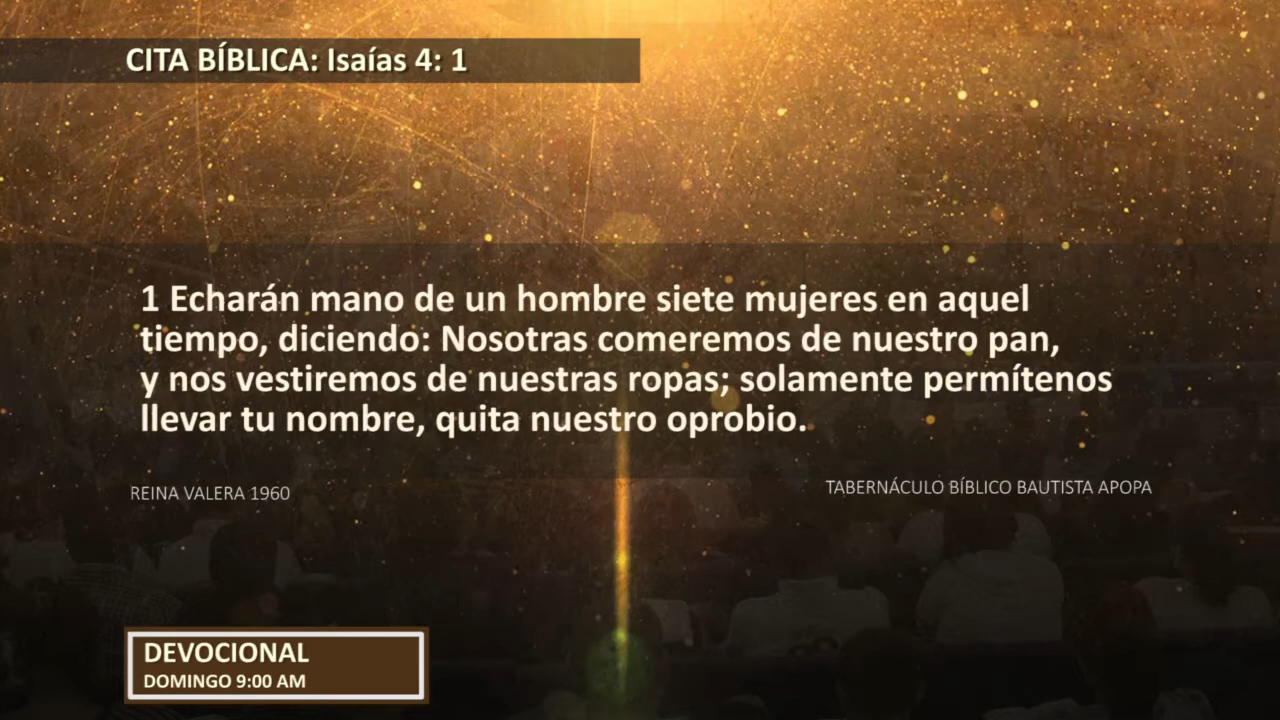 CITA BÍBLICA: Isaías 4: 1
1 Echarán mano de un hombre siete mujeres en aquel
tiempo, diciendo: Nosotras comeremos de nuestro pan,
y nos vestiremos de nuestras ropas; solamente permítenos
llevar tu nombre, quita nuestro oprobio.
REINA VALERA 1960
TABERNÁCULO BÍBLICO BAUTISTA APOPA
DEVOCIONAL
DOMINGO 9:00 AM